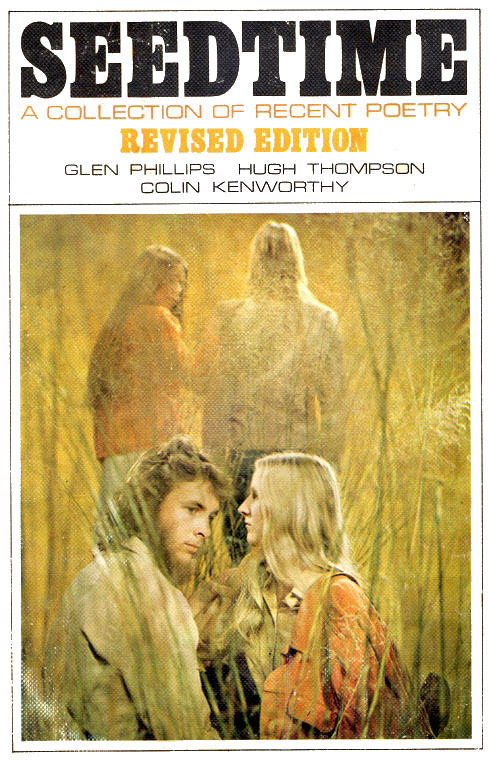 SEEDTIME
A COLLECTION OF RECENT POETRY
REVISED EDITION
GLEN PHILLIPS HUGH THOMPSON
COLIN KENWORTHY